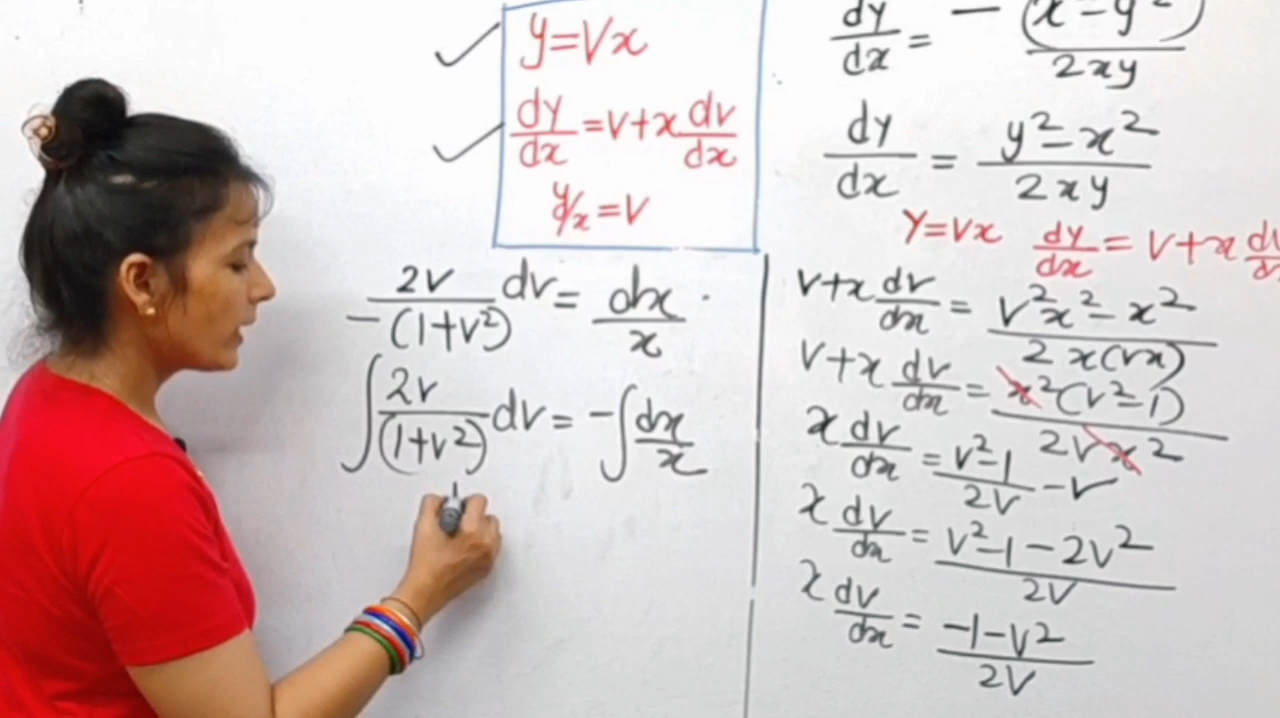 y=Vx
dy/dx = V+x dv/dx
y/x = V
2V/-(1+V²) dv = dx/x .
∫ 2V/(1+V²) dv = -∫ dx/x
dy/dx = - (x²-y²)/2xy
dy/dx = y²-x²/2xy
Y=Vx dy/dx = V+x dv/dx
V+x dv/dx = V²x²-x²/2x(Vx)
V+x dv/dx = x²(V²-1)/2Vx²
x dv/dx = V²-1/2V -V
x dv/dx = V²-1-2V²/2V
x dv/dx = -1-V²/2V